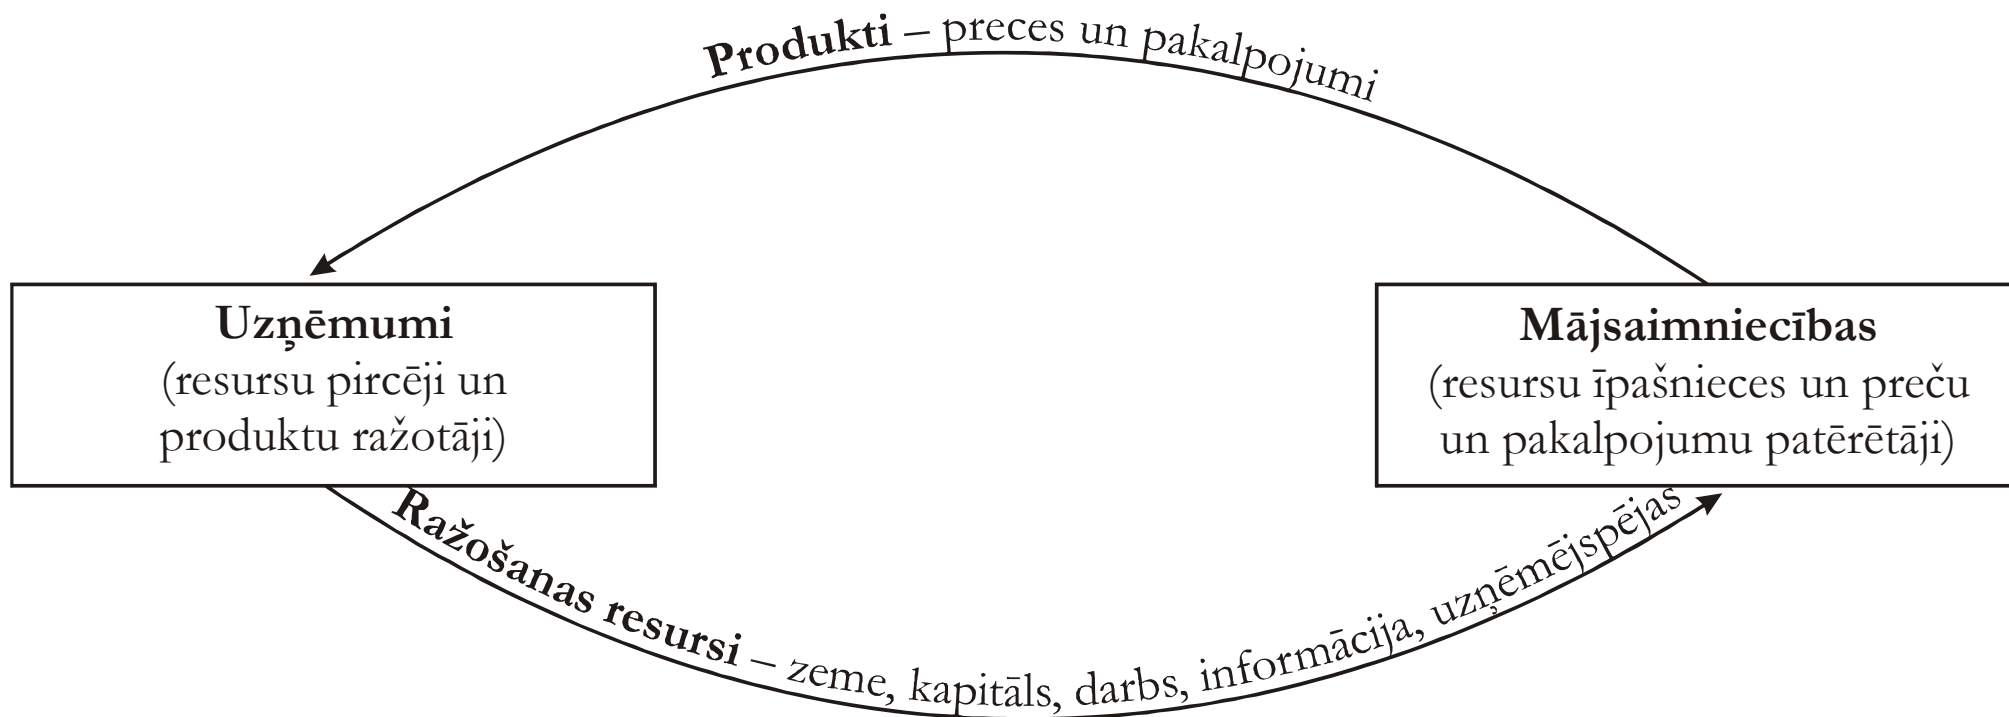 Produkti – preces un pakalpojumi
Uzņēmumi
(resursu pircēji un
produktu ražotāji)
Mājsaimniecības
(resursu īpašnieces un preču
un pakalpojumu patērētāji)
Ražošanas resursi – zeme, kapitāls, darbs, informācija, uzņēmējspējas